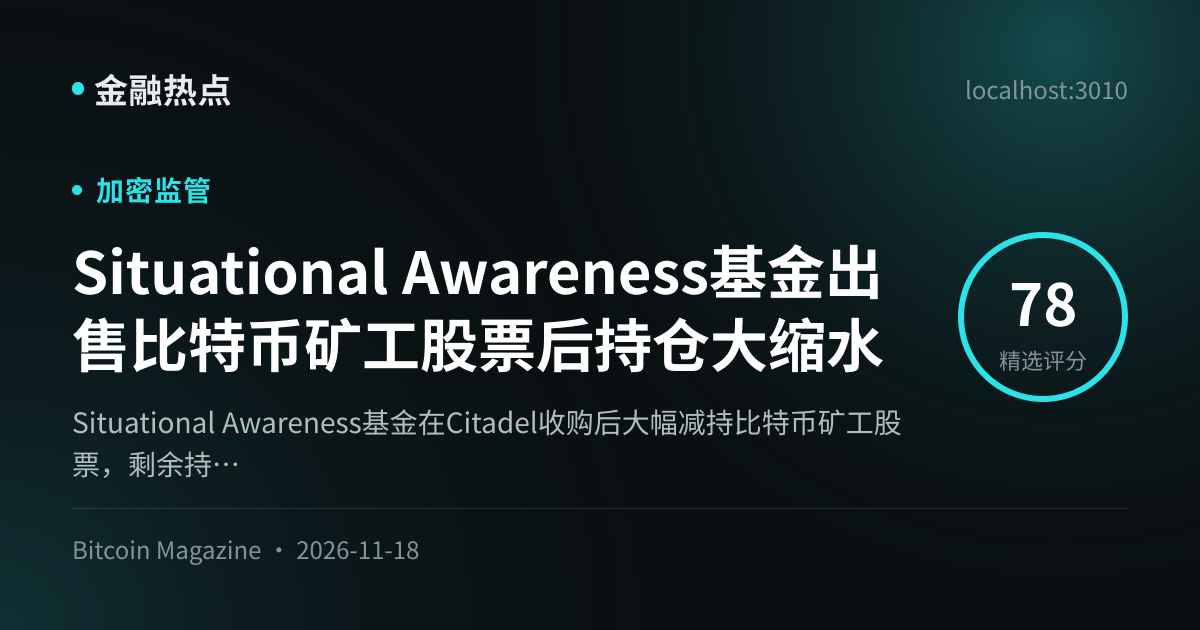 金融热点
localhost:3010
加密监管
Situational Awareness基金出
售比特币矿工股票后持仓大缩水
78
精选评分
Situational Awareness基金在Citadel收购后大幅减持比特币矿工股
票，剩余持…
Bitcoin Magazine · 2026-11-18